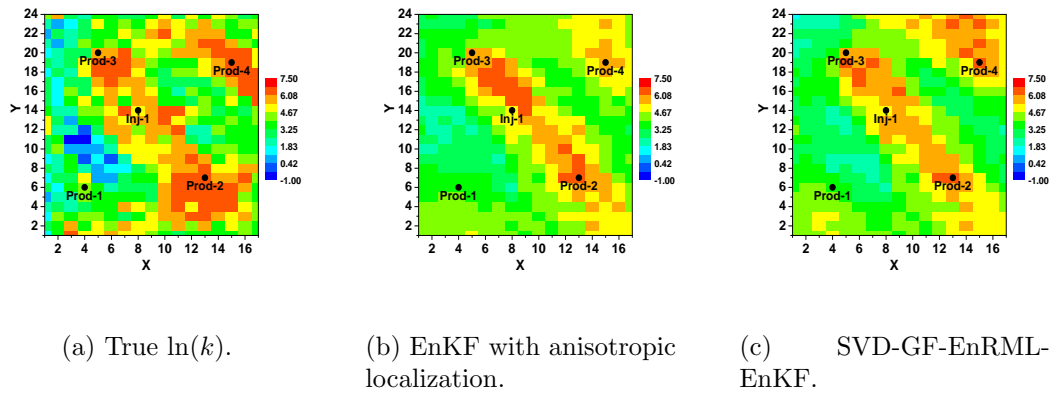 24
22
20
18
16
14
12
10
8
6
4
2
Y
2 4 6 8 10 12 14 16
X
Prod-3
Prod-4
Inj-1
Prod-2
Prod-1
7.50
6.08
4.67
3.25
1.83
0.42
-1.00
24
22
20
18
16
14
12
10
8
6
4
2
Y
2 4 6 8 10 12 14 16
X
Prod-3
Prod-4
Inj-1
Prod-2
Prod-1
7.50
6.08
4.67
3.25
1.83
0.42
-1.00
24
22
20
18
16
14
12
10
8
6
4
2
Y
2 4 6 8 10 12 14 16
X
Prod-3
Prod-4
Inj-1
Prod-2
Prod-1
7.50
6.08
4.67
3.25
1.83
0.42
-1.00
(a) True ln(k).
(b) EnKF with anisotropic
localization.
(c) SVD-GF-EnRML-
EnKF.